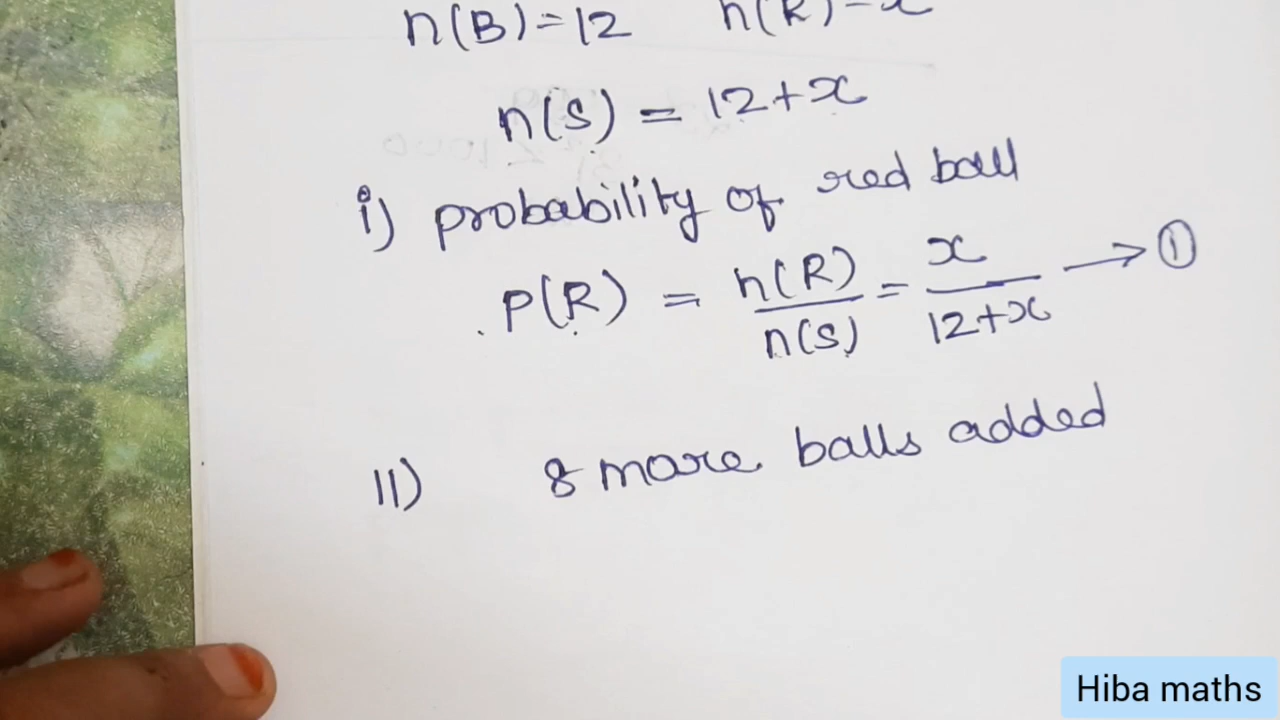 n(B)=12 n(R)=x
n(S) = 12+x
i) probability of red ball
P(R) = n(R)/n(S) = x/12+x → ①
II) 8 more balls added
Hiba maths